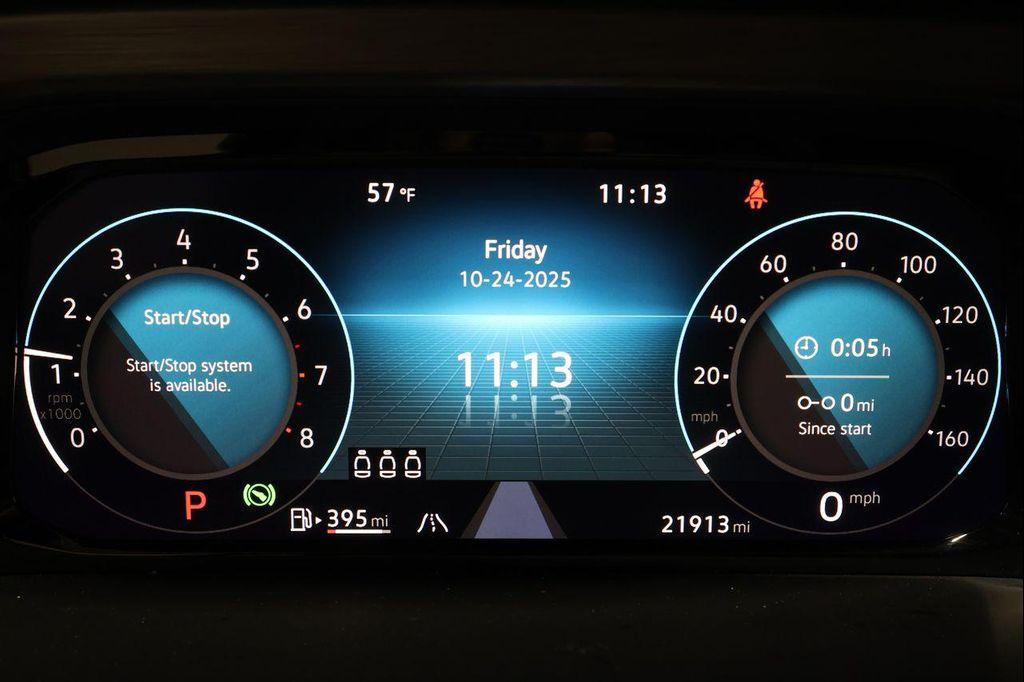 57 °F
11:13
4
3
5
2
6
1
7
rpm
x1000
0
8
Start/Stop
Start/Stop system
is available.
P
Friday
10-24-2025
11:13
395 mi
21913 mi
80
60
100
40
120
20
140
mph
0
160
0:05 h
0 mi
Since start
0 mph